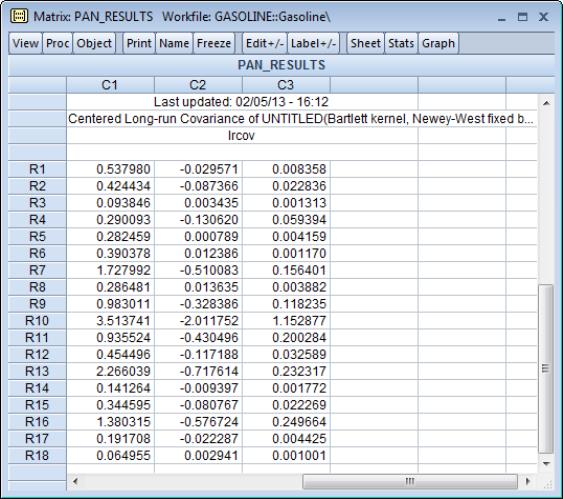 Matrix: PAN_RESULTS Workfile: GASOLINE::Gasoline\
View Proc Object Print Name Freeze Edit+/- Label+/- Sheet Stats Graph
PAN_RESULTS
C1 C2 C3
Last updated: 02/05/13 - 16:12
Centered Long-run Covariance of UNTITLED(Bartlett kernel, Newey-West fixed b...
lrcov
R1 0.537980 -0.029571 0.008358
R2 0.424434 -0.087366 0.022836
R3 0.093846 0.003435 0.001313
R4 0.290093 -0.130620 0.059394
R5 0.282459 0.000789 0.004159
R6 0.390378 0.012386 0.001170
R7 1.727992 -0.510083 0.156401
R8 0.286481 0.013635 0.003882
R9 0.983011 -0.328386 0.118235
R10 3.513741 -2.011752 1.152877
R11 0.935524 -0.430496 0.200284
R12 0.454496 -0.117188 0.032589
R13 2.266039 -0.717614 0.232317
R14 0.141264 -0.009397 0.001772
R15 0.344595 -0.080767 0.022269
R16 1.380315 -0.576724 0.249664
R17 0.191708 -0.022287 0.004425
R18 0.064955 0.002941 0.001001